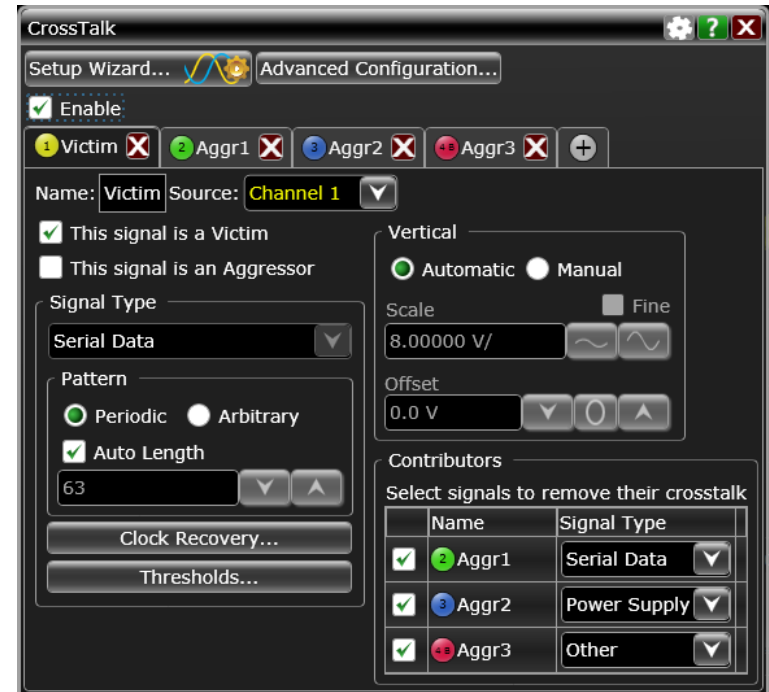 CrossTalk
?
Setup Wizard... Advanced Configuration...
Enable
1 Victim 2 Aggr1 3 Aggr2 4 B Aggr3
Name: Victim Source: Channel 1
This signal is a Victim
This signal is an Aggressor
Signal Type
Serial Data
Pattern
Periodic Arbitrary
Auto Length
63
Clock Recovery...
Thresholds...
Vertical
Automatic Manual
Scale Fine
8.00000 V/
Offset
0.0 V 0
Contributors
Select signals to remove their crosstalk
Name Signal Type
2 Aggr1 Serial Data
3 Aggr2 Power Supply
4 B Aggr3 Other